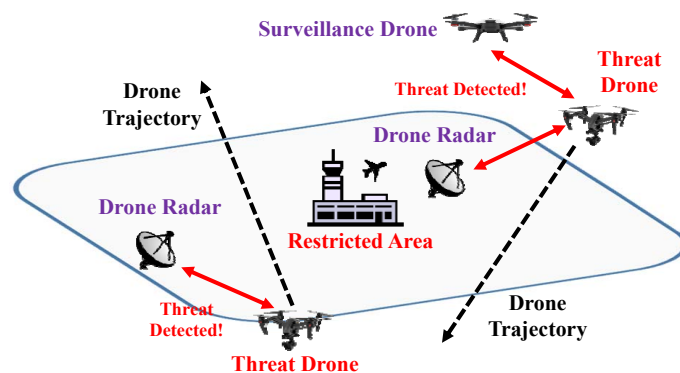 Surveillance Drone
Threat
Drone
Threat Detected!
Drone
Trajectory
Drone Radar
Drone Radar
Restricted Area
Threat
Detected!
Drone
Trajectory
Threat Drone